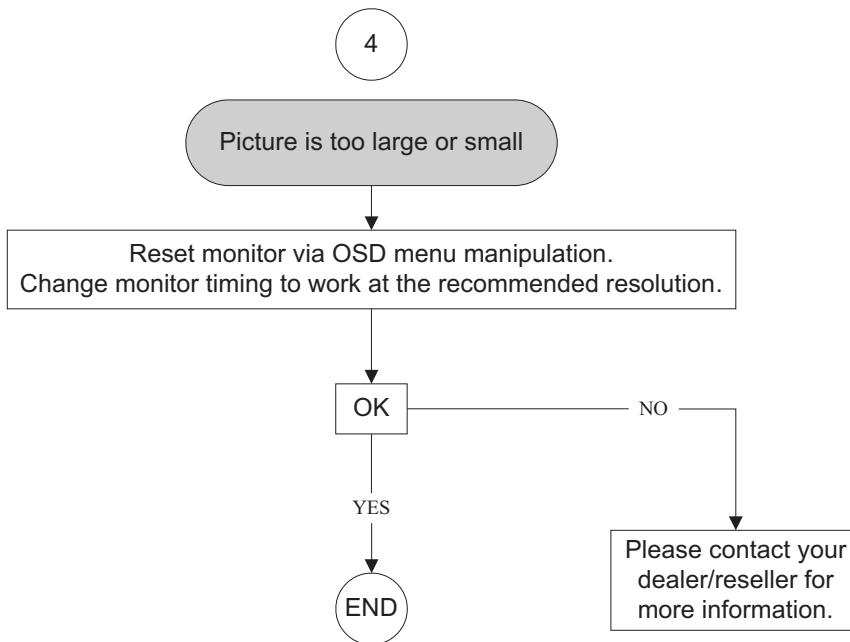 4
Picture is too large or small
Reset monitor via OSD menu manipulation.
Change monitor timing to work at the recommended resolution.
OK
NO
YES
Please contact your
dealer/reseller for
more information.
END